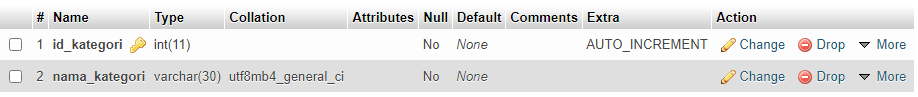 # Name Type Collation Attributes Null Default Comments Extra Action
1 id_kategori int(11) No None AUTO_INCREMENT Change Drop More
2 nama_kategori varchar(30) utf8mb4_general_ci No None Change Drop More